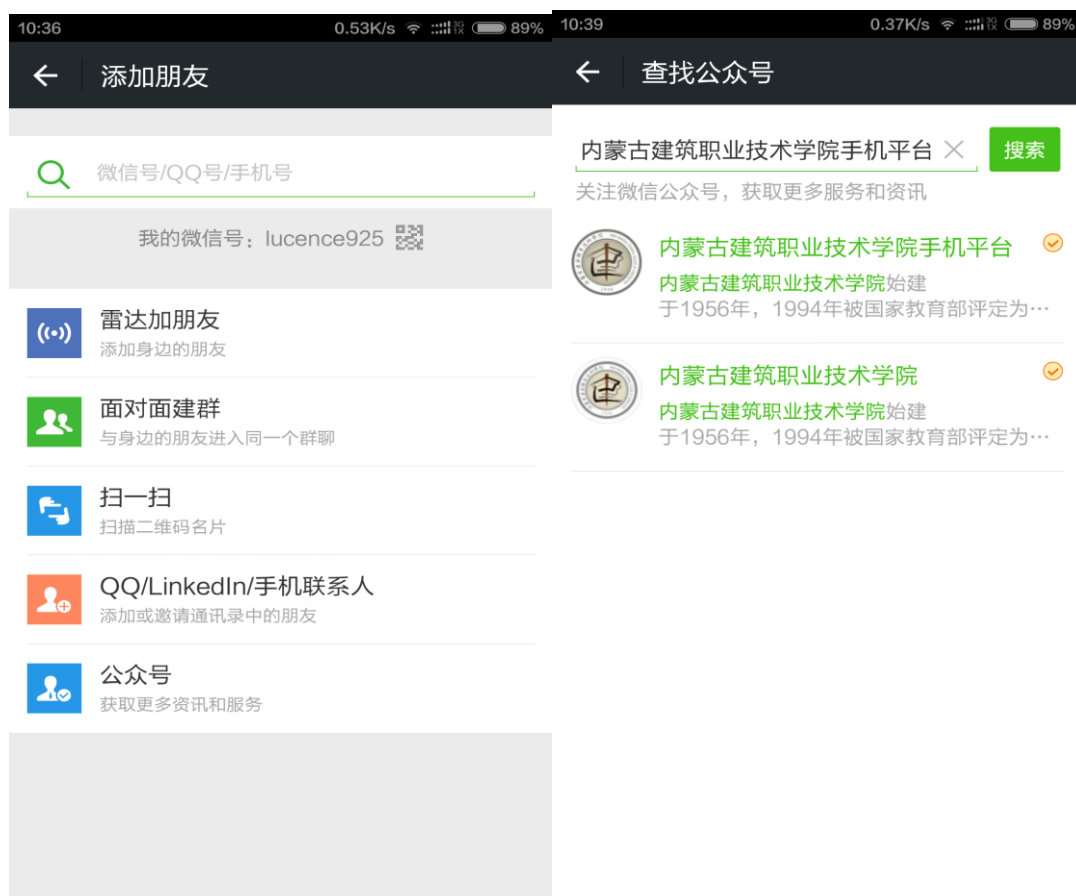 10:36
0.53K/s
3G
1X
89%
添加朋友
微信号/QQ号/手机号
我的微信号：lucence925
雷达加朋友
添加身边的朋友
面对面建群
与身边的朋友进入同一个群聊
扫一扫
扫描二维码名片
QQ/LinkedIn/手机联系人
添加或邀请通讯录中的朋友
公众号
获取更多资讯和服务
10:39
0.37K/s
3G
1X
89%
查找公众号
内蒙古建筑职业技术学院手机平台
搜索
关注微信公众号，获取更多服务和资讯
内蒙古建筑职业技术学院手机平台
内蒙古建筑职业技术学院始建
于1956年，1994年被国家教育部评定为…
内蒙古建筑职业技术学院
内蒙古建筑职业技术学院始建
于1956年，1994年被国家教育部评定为…